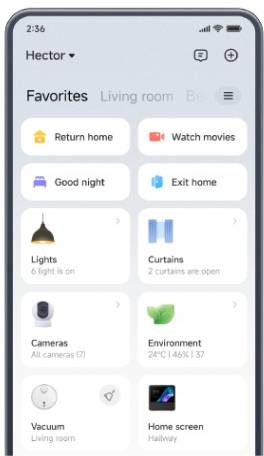 2:36
Hector
Favorites Living room
Return home
Watch movies
Good night
Exit home
Lights
6 light is on
Curtains
2 curtains are open
Cameras
All cameras (7)
Environment
24°C | 46% | 37
Vacuum
Living room
Home screen
Hallway